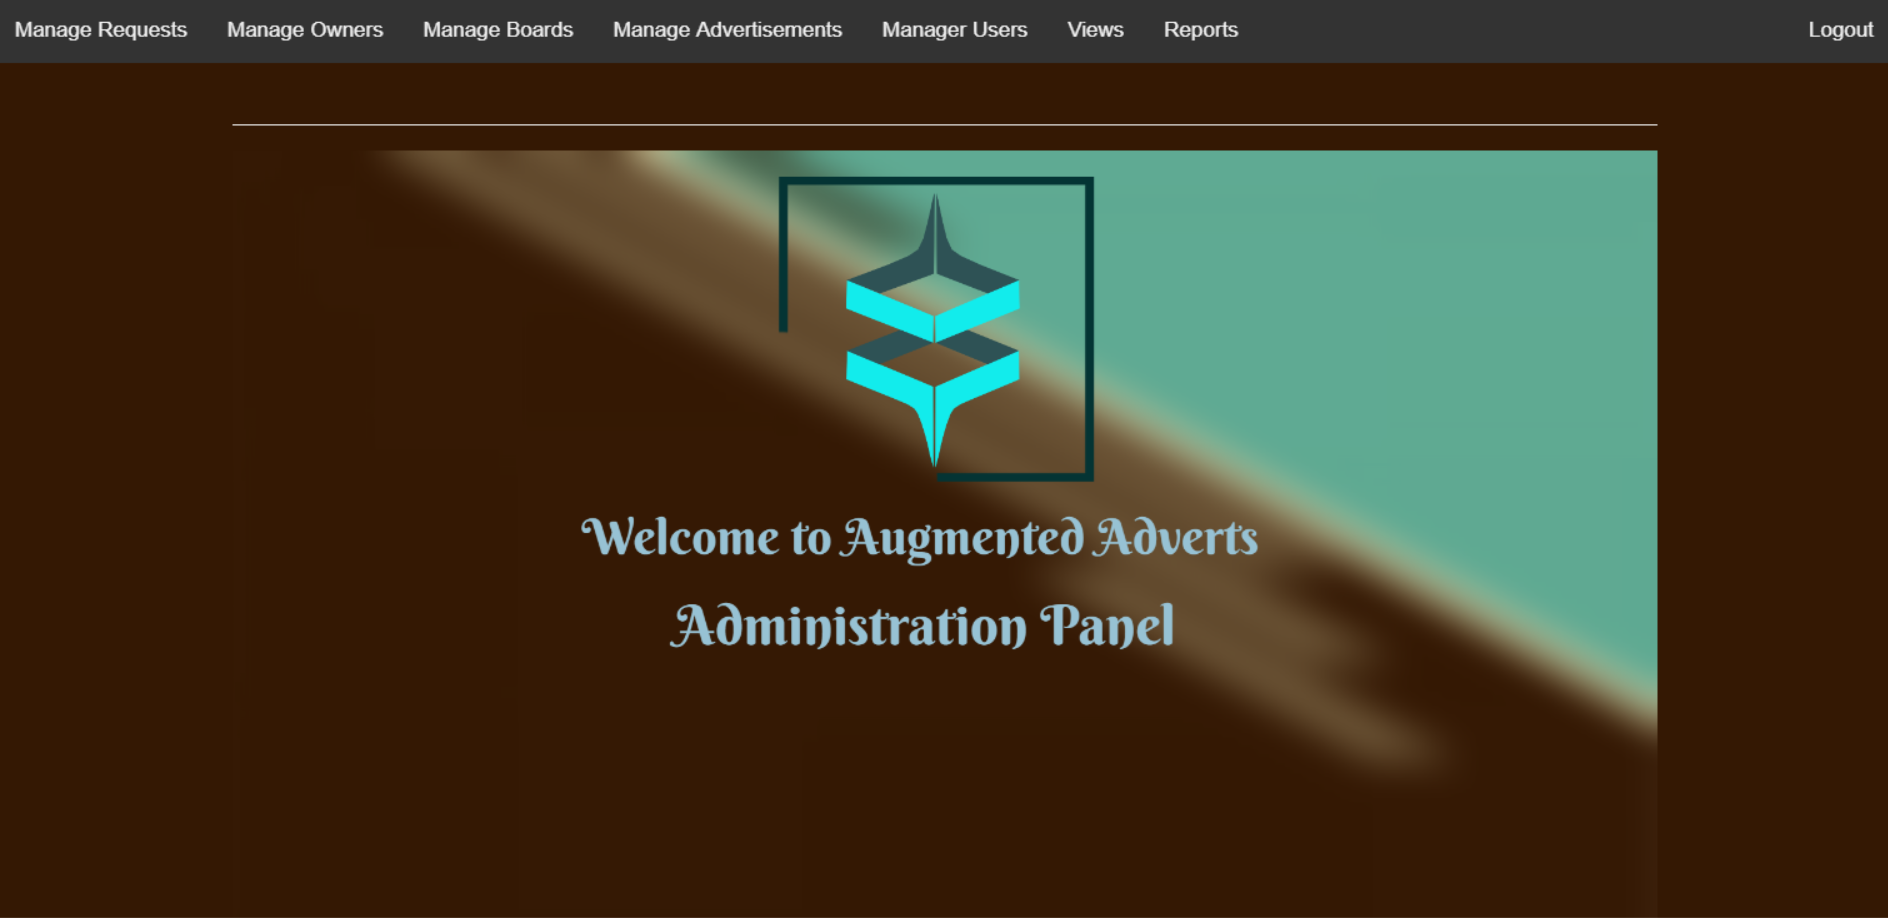 Manage Requests Manage Owners Manage Boards Manage Advertisements Manager Users Views Reports Logout
Welcome to Augmented Adverts
Administration Panel